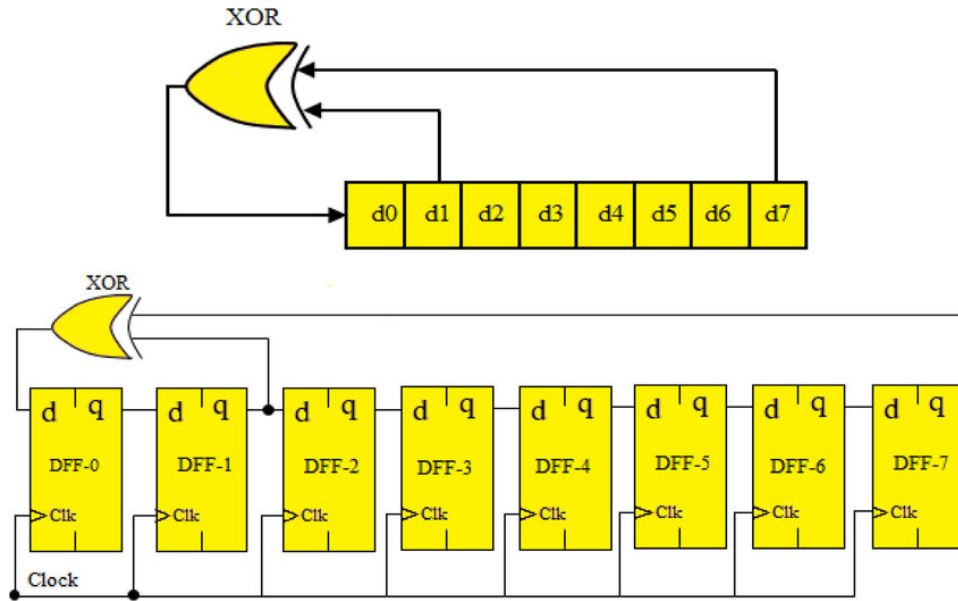 XOR
d0 d1 d2 d3 d4 d5 d6 d7
XOR
d q d q d q d q d q d q d q d q
DFF-0 DFF-1 DFF-2 DFF-3 DFF-4 DFF-5 DFF-6 DFF-7
Clk Clk Clk Clk Clk Clk Clk Clk
Clock